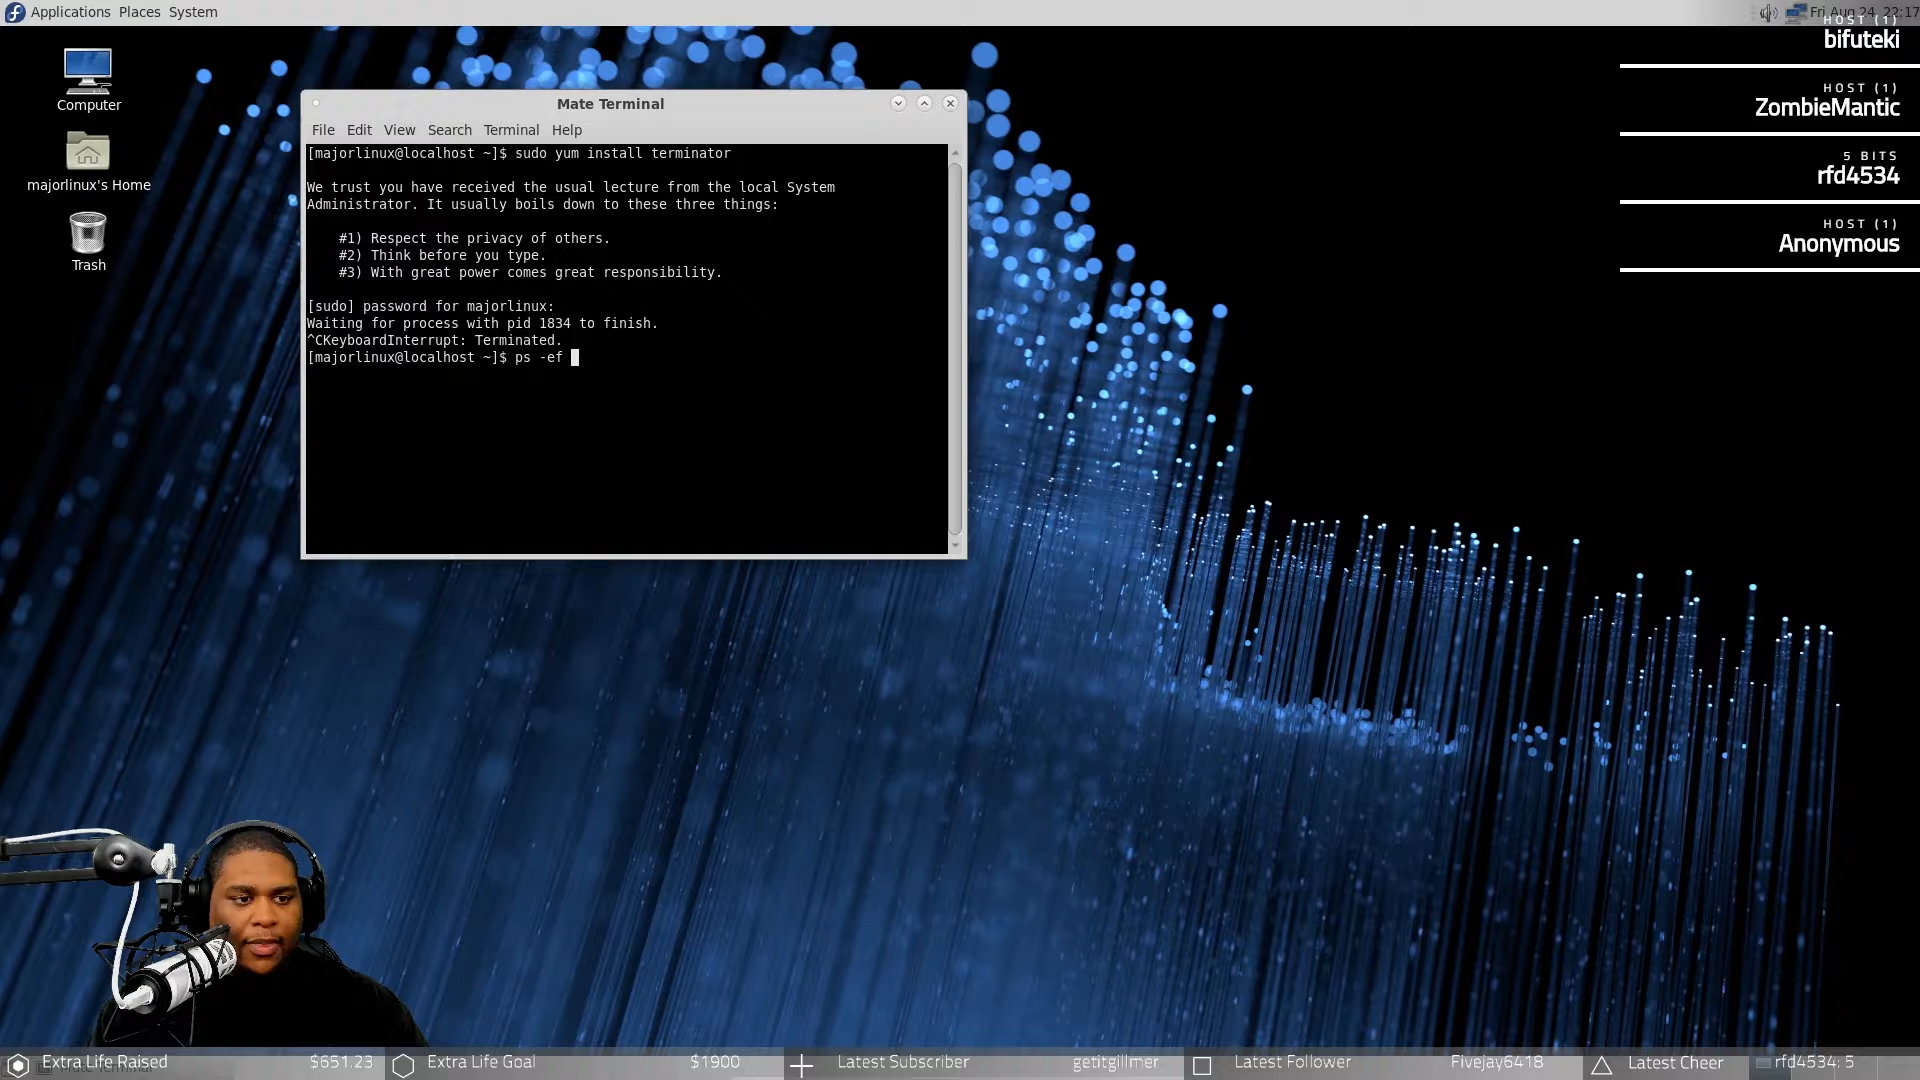 Applications Places System
Fri Aug 24, 22:17
HOST (1)
bifuteki
HOST (1)
ZombieMantic
5 BITS
rfd4534
HOST (1)
Anonymous
Computer
majorlinux's Home
Trash
Mate Terminal
File Edit View Search Terminal Help
[majorlinux@localhost ~]$ sudo yum install terminator
We trust you have received the usual lecture from the local System
Administrator. It usually boils down to these three things:
#1) Respect the privacy of others.
#2) Think before you type.
#3) With great power comes great responsibility.
[sudo] password for majorlinux:
Waiting for process with pid 1834 to finish.
^CKeyboardInterrupt: Terminated.
[majorlinux@localhost ~]$ ps -ef
Extra Life Raised $651.23 Extra Life Goal $1900 Latest Subscriber getitgillmer Latest Follower Fivejay6418 Latest Cheer rfd4534: 5